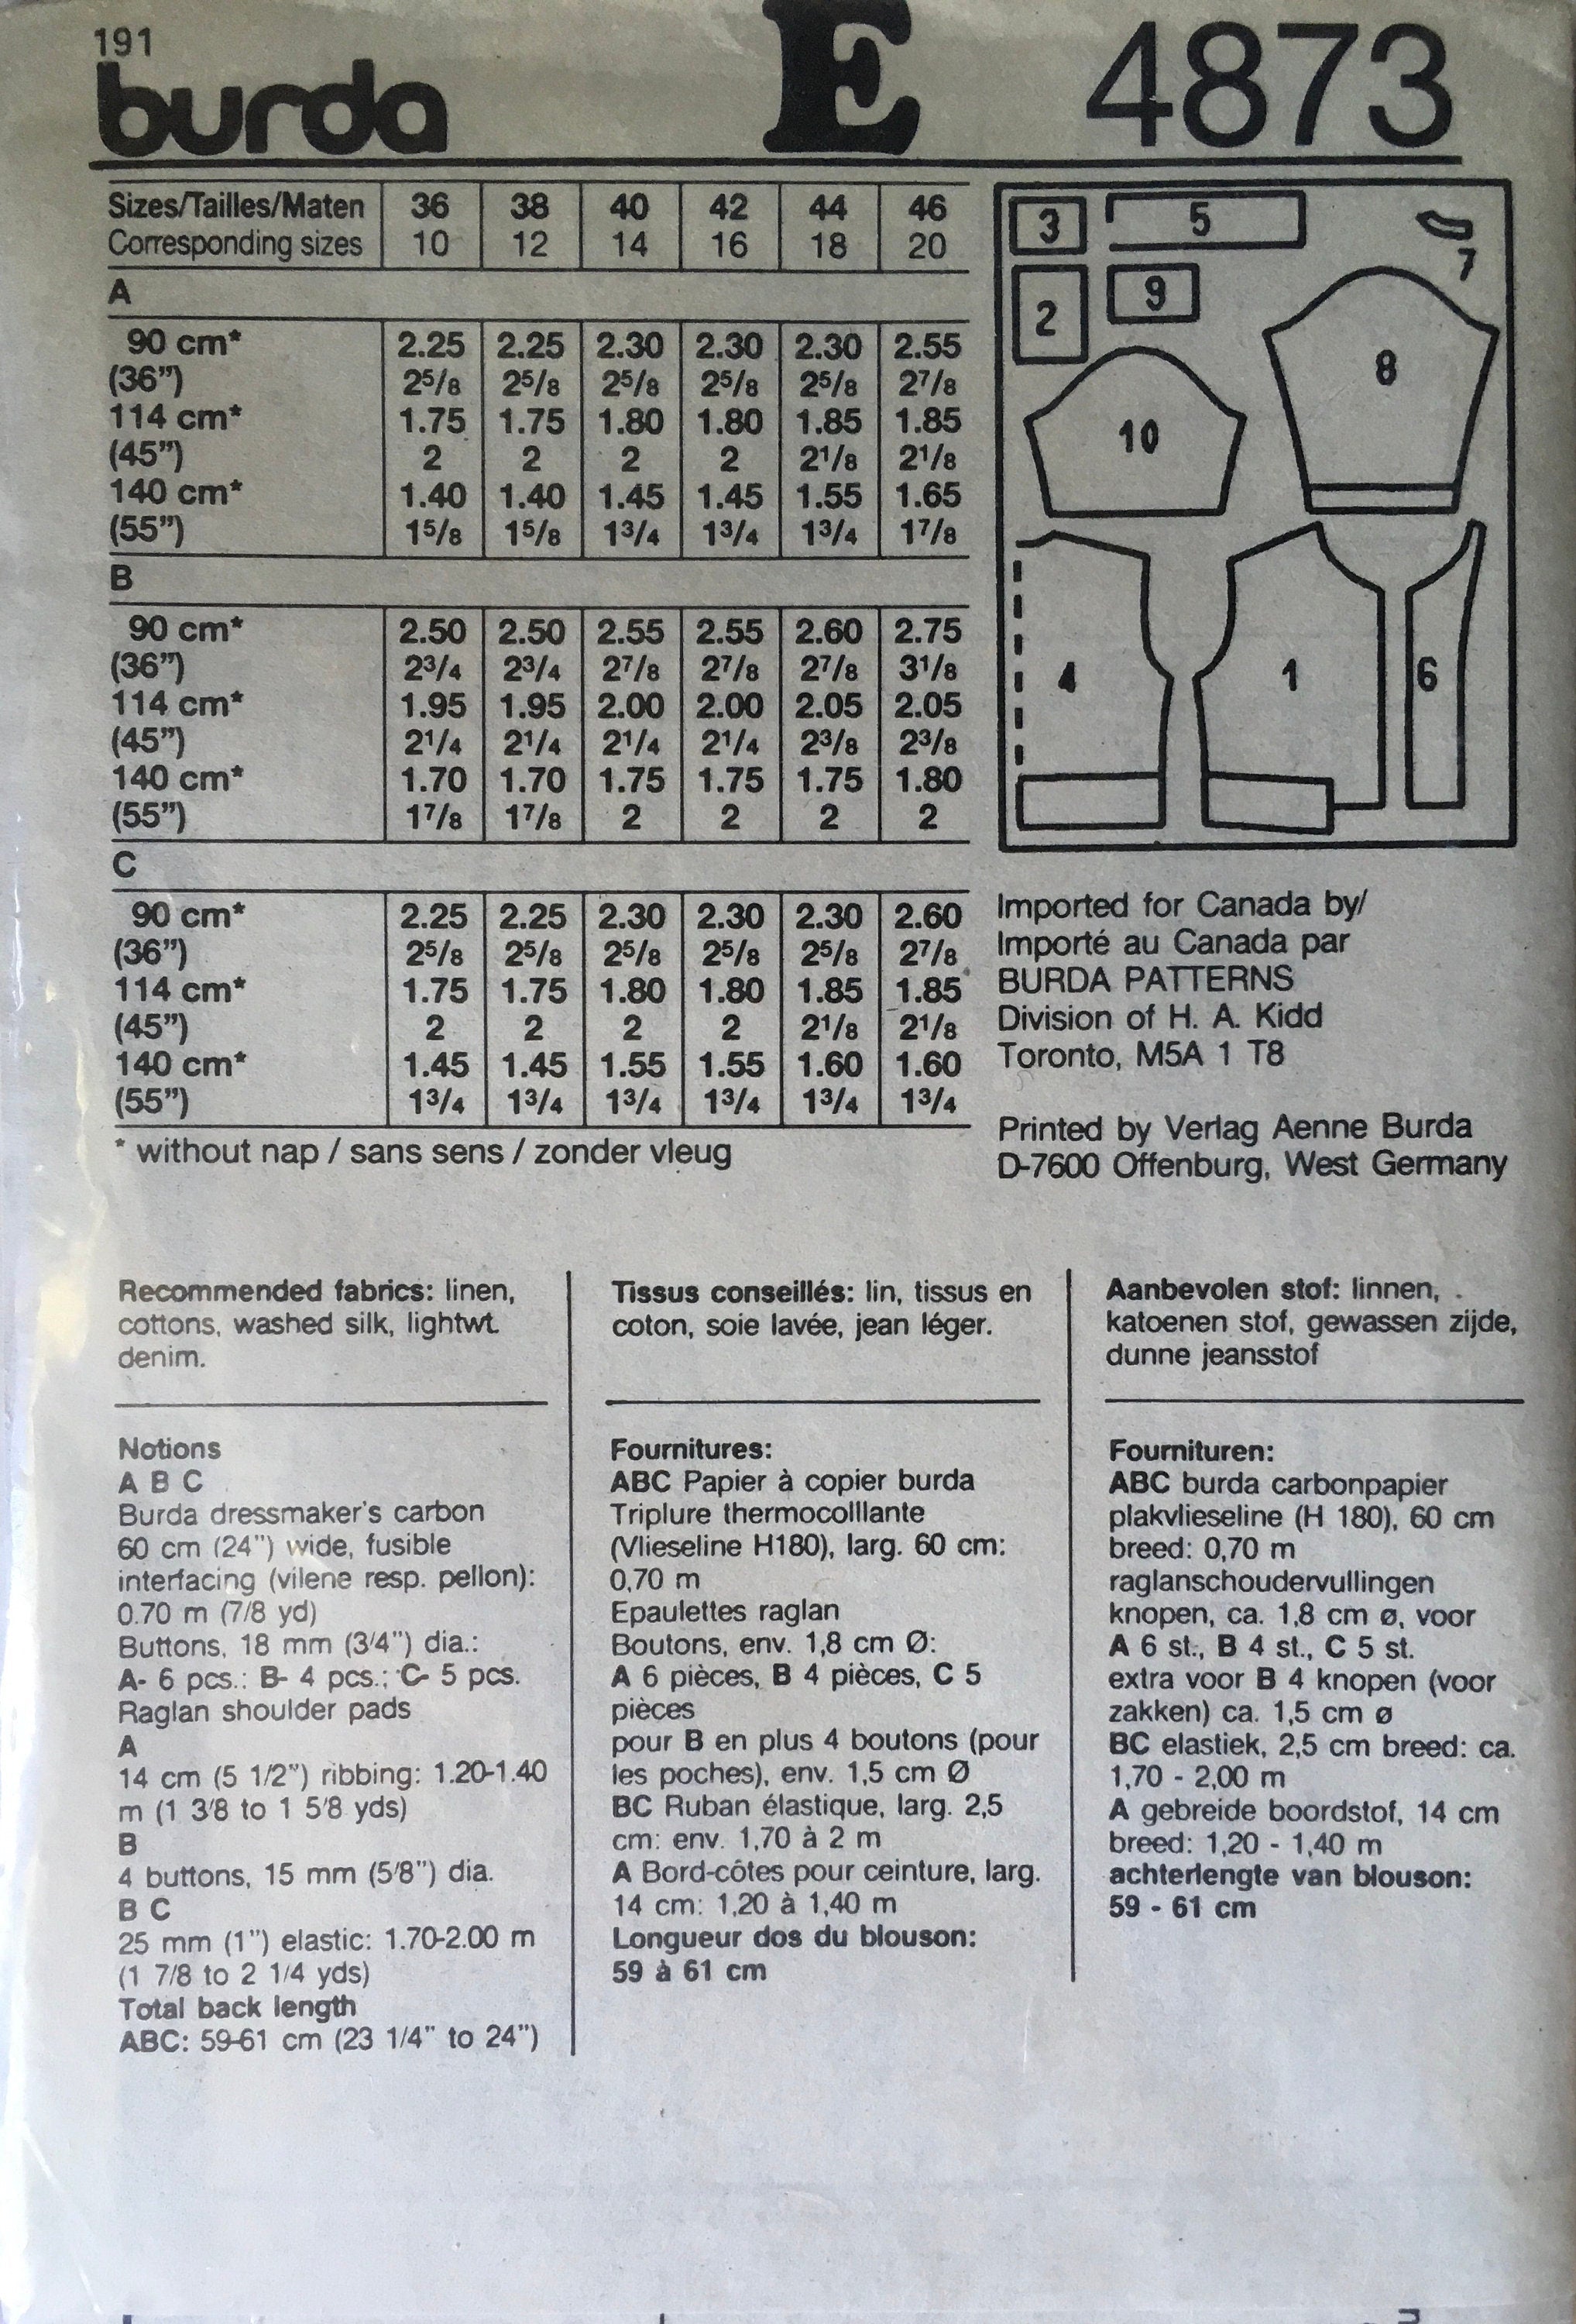 191
burda E 4873
Sizes/Tailles/Maten 36 38 40 42 44 46
Corresponding sizes 10 12 14 16 18 20
A
90 cm* 2.25 2.25 2.30 2.30 2.30 2.55
(36”) 2⁵/₈ 2⁵/₈ 2⁵/₈ 2⁵/₈ 2⁵/₈ 2⁷/₈
114 cm* 1.75 1.75 1.80 1.80 1.85 1.85
(45”) 2 2 2 2 2¹/₈ 2¹/₈
140 cm* 1.40 1.40 1.45 1.45 1.55 1.65
(55”) 1⁵/₈ 1⁵/₈ 1³/₄ 1³/₄ 1³/₄ 1⁷/₈
B
90 cm* 2.50 2.50 2.55 2.55 2.60 2.75
(36”) 2³/₄ 2³/₄ 2⁷/₈ 2⁷/₈ 2⁷/₈ 3¹/₈
114 cm* 1.95 1.95 2.00 2.00 2.05 2.05
(45”) 2¹/₄ 2¹/₄ 2¹/₄ 2¹/₄ 2³/₈ 2³/₈
140 cm* 1.70 1.70 1.75 1.75 1.75 1.80
(55”) 1⁷/₈ 1⁷/₈ 2 2 2 2
C
90 cm* 2.25 2.25 2.30 2.30 2.30 2.60
(36”) 2⁵/₈ 2⁵/₈ 2⁵/₈ 2⁵/₈ 2⁵/₈ 2⁷/₈
114 cm* 1.75 1.75 1.80 1.80 1.85 1.85
(45”) 2 2 2 2 2¹/₈ 2¹/₈
140 cm* 1.45 1.45 1.55 1.55 1.60 1.60
(55”) 1³/₄ 1³/₄ 1³/₄ 1³/₄ 1³/₄ 1³/₄
* without nap / sans sens / zonder vleug
3 5 7
2 9 8
10
4 1 6
Imported for Canada by/
Importé au Canada par
BURDA PATTERNS
Division of H. A. Kidd
Toronto, M5A 1 T8
Printed by Verlag Aenne Burda
D-7600 Offenburg, West Germany
Recommended fabrics: linen,
cottons, washed silk, lightwt.
denim.
Notions
A B C
Burda dressmaker's carbon
60 cm (24”) wide, fusible
interfacing (vilene resp. pellon):
0.70 m (7/8 yd)
Buttons, 18 mm (3/4”) dia.:
A- 6 pcs.: B- 4 pcs.; C- 5 pcs.
Raglan shoulder pads
A
14 cm (5 1/2”) ribbing: 1.20-1.40
m (1 3/8 to 1 5/8 yds)
B
4 buttons, 15 mm (5/8”) dia.
B C
25 mm (1”) elastic: 1.70-2.00 m
(1 7/8 to 2 1/4 yds)
Total back length
ABC: 59-61 cm (23 1/4” to 24”)
Tissus conseillés: lin, tissus en
coton, soie lavée, jean léger.
Fournitures:
ABC Papier à copier burda
Triplure thermocolllante
(Vlieseline H180), larg. 60 cm:
0,70 m
Epaulettes raglan
Boutons, env. 1,8 cm Ø:
A 6 pièces, B 4 pièces, C 5
pièces
pour B en plus 4 boutons (pour
les poches), env. 1,5 cm Ø
BC Ruban élastique, larg. 2,5
cm: env. 1,70 à 2 m
A Bord-côtes pour ceinture, larg.
14 cm: 1,20 à 1,40 m
Longueur dos du blouson:
59 à 61 cm
Aanbevolen stof: linnen,
katoenen stof, gewassen zijde,
dunne jeansstof
Fournituren:
ABC burda carbonpapier
plakvlieseline (H 180), 60 cm
breed: 0,70 m
raglanschoudervullingen
knopen, ca. 1,8 cm ø, voor
A 6 st., B 4 st., C 5 st.
extra voor B 4 knopen (voor
zakken) ca. 1,5 cm ø
BC elastiek, 2,5 cm breed: ca.
1,70 - 2,00 m
A gebreide boordstof, 14 cm
breed: 1,20 - 1,40 m
achterlengte van blouson:
59 - 61 cm